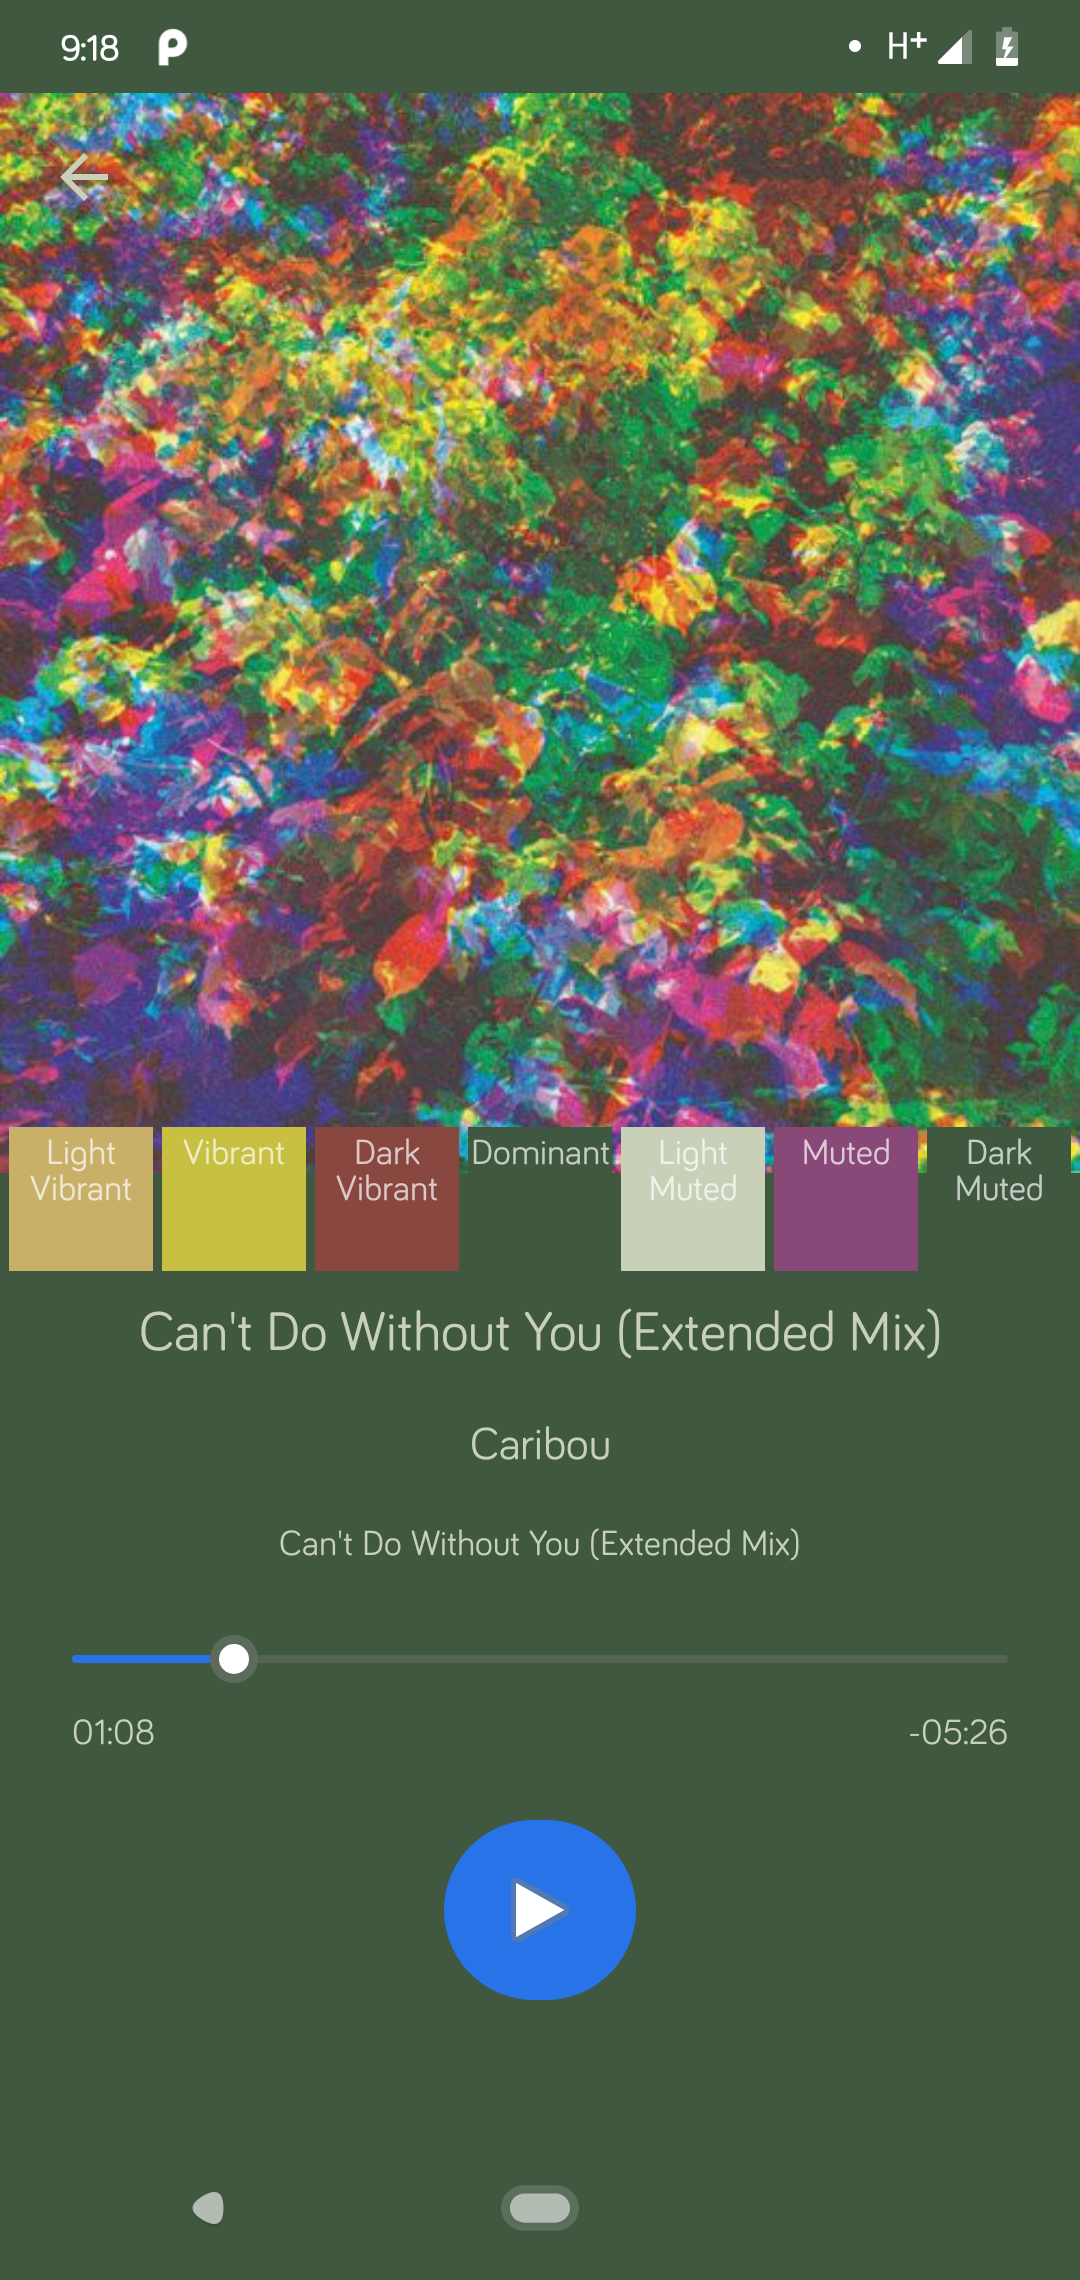 9:18 H+
Light Vibrant
Vibrant
Dark Vibrant
Dominant
Light Muted
Muted
Dark Muted
Can't Do Without You (Extended Mix)
Caribou
Can't Do Without You (Extended Mix)
01:08 -05:26